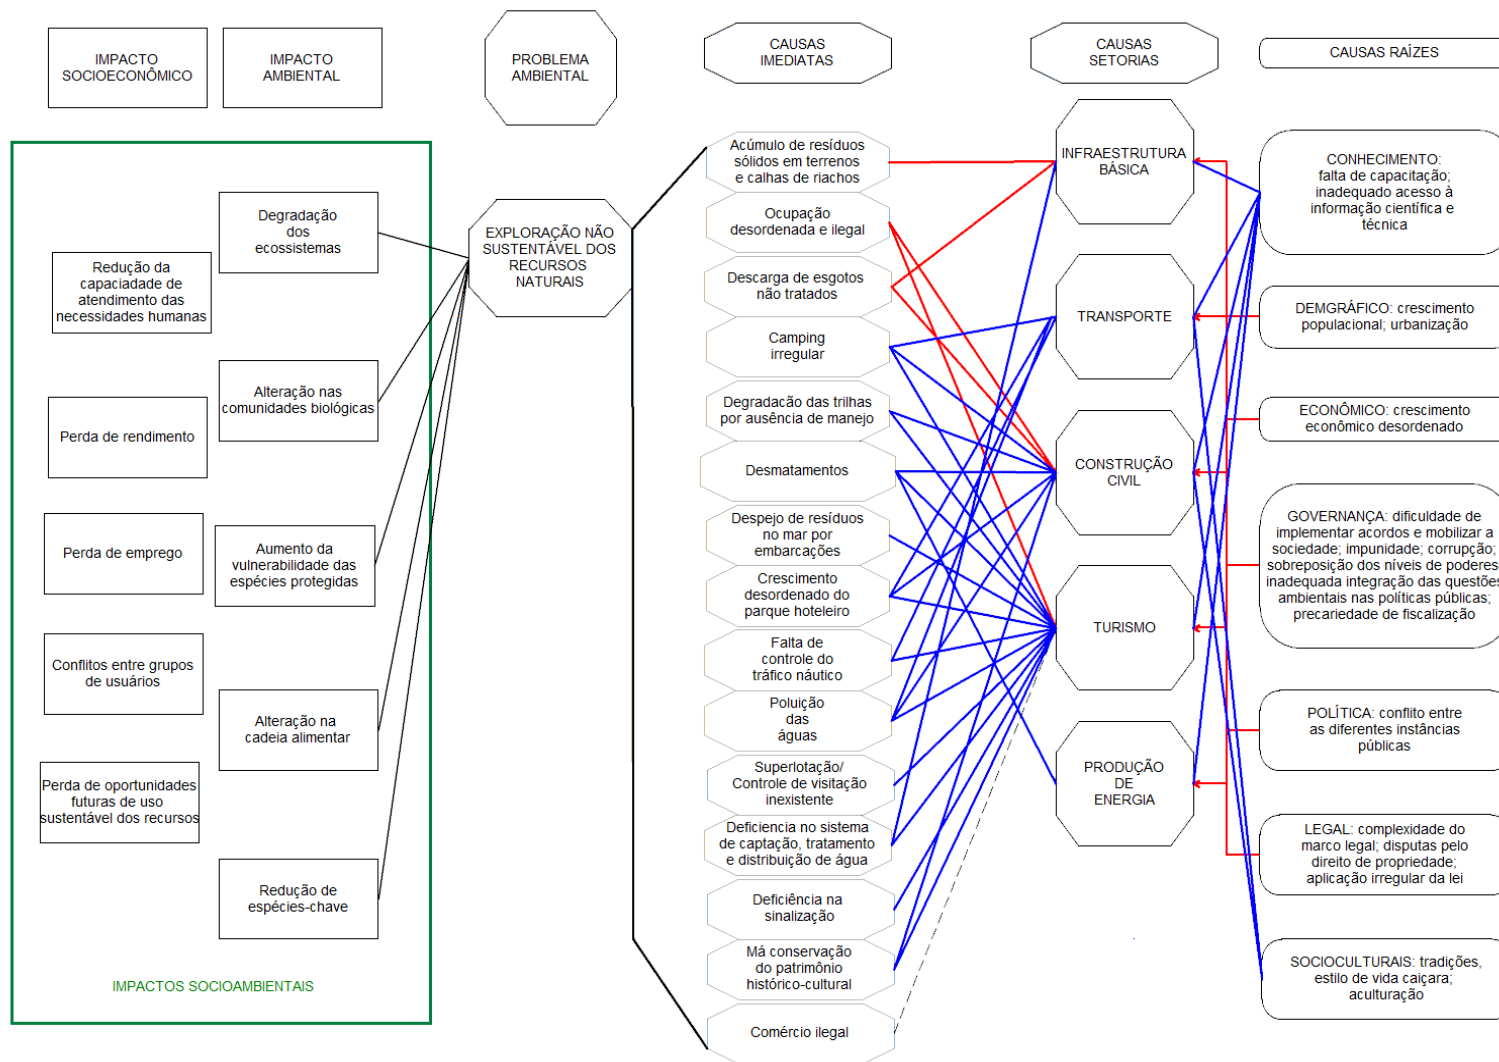 IMPACTO
SOCIOECONÔMICO
IMPACTO
AMBIENTAL
PROBLEMA
AMBIENTAL
CAUSAS
IMEDIATAS
CAUSAS
SETORIAS
CAUSAS RAÍZES
Degradação
dos
ecossistemas
Redução da
capaciadade de
atendimento das
necessidades humanas
Alteração nas
comunidades biológicas
Perda de rendimento
Perda de emprego
Aumento da
vulnerabilidade das
espécies protegidas
Conflitos entre grupos
de usuários
Alteração na
cadeia alimentar
Perda de oportunidades
futuras de uso
sustentável dos recursos
Redução de
espécies-chave
IMPACTOS SOCIOAMBIENTAIS
EXPLORAÇÃO NÃO
SUSTENTÁVEL DOS
RECURSOS
NATURAIS
Acúmulo de resíduos
sólidos em terrenos
e calhas de riachos
Ocupação
desordenada e ilegal
Descarga de esgotos
não tratados
Camping
irregular
Degradação das trilhas
por ausência de manejo
Desmatamentos
Despejo de resíduos
no mar por
embarcações
Crescimento
desordenado do
parque hoteleiro
Falta de
controle do
tráfico náutico
Poluição
das
águas
Superlotação/
Controle de visitação
inexistente
Deficiencia no sistema
de captação, tratamento
e distribuição de água
Deficiência na
sinalização
Má conservação
do patrimônio
histórico-cultural
Comércio ilegal
INFRAESTRUTURA
BÁSICA
TRANSPORTE
CONSTRUÇÃO
CIVIL
TURISMO
PRODUÇÃO
DE
ENERGIA
CONHECIMENTO:
falta de capacitação;
inadequado acesso à
informação científica e
técnica
DEMGRÁFICO: crescimento
populacional; urbanização
ECONÔMICO: crescimento
econômico desordenado
GOVERNANÇA: dificuldade de
implementar acordos e mobilizar a
sociedade; impunidade; corrupção;
sobreposição dos níveis de poderes
inadequada integração das questões
ambientais nas políticas públicas;
precariedade de fiscalização
POLÍTICA: conflito entre
as diferentes instâncias
públicas
LEGAL: complexidade do
marco legal; disputas pelo
direito de propriedade;
aplicação irregular da lei
SOCIOCULTURAIS: tradições,
estilo de vida caiçara;
aculturação